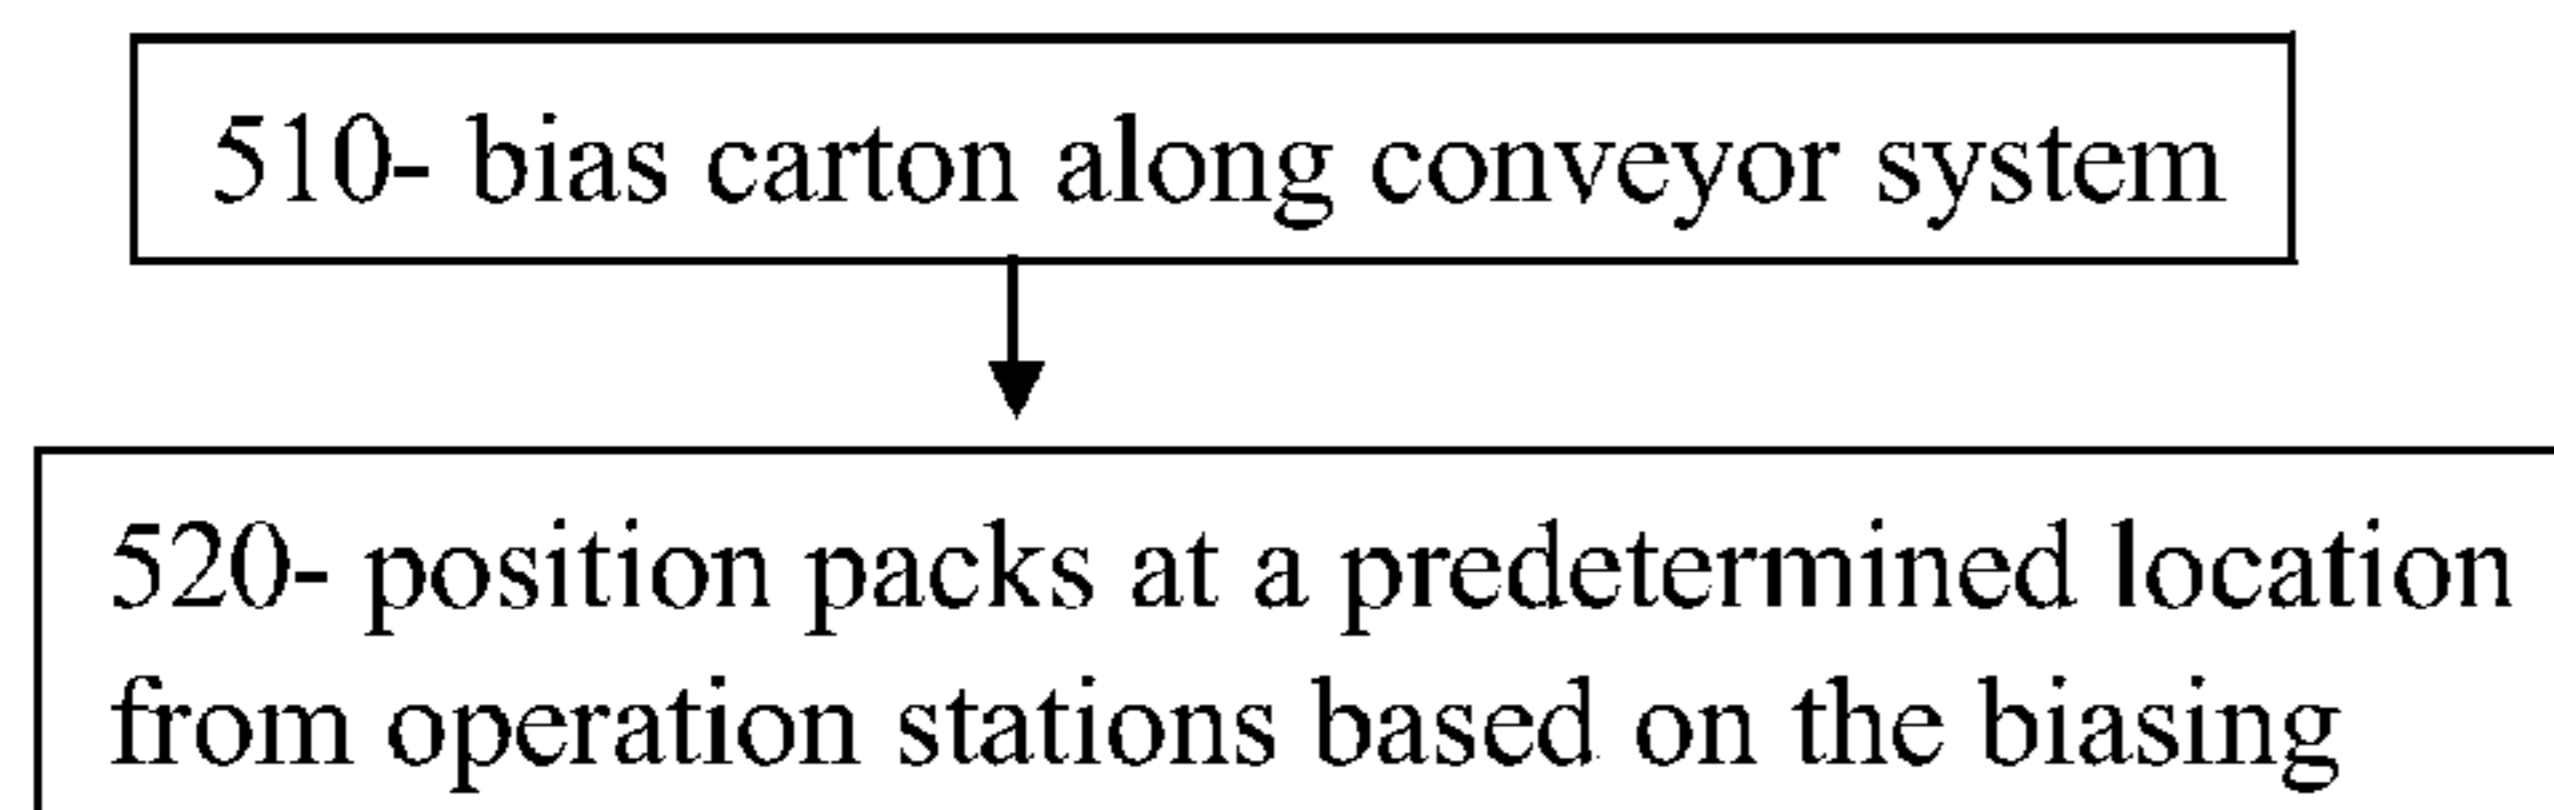 510- bias carton along conveyor system
520- position packs at a predetermined location
from operation stations based on the biasing